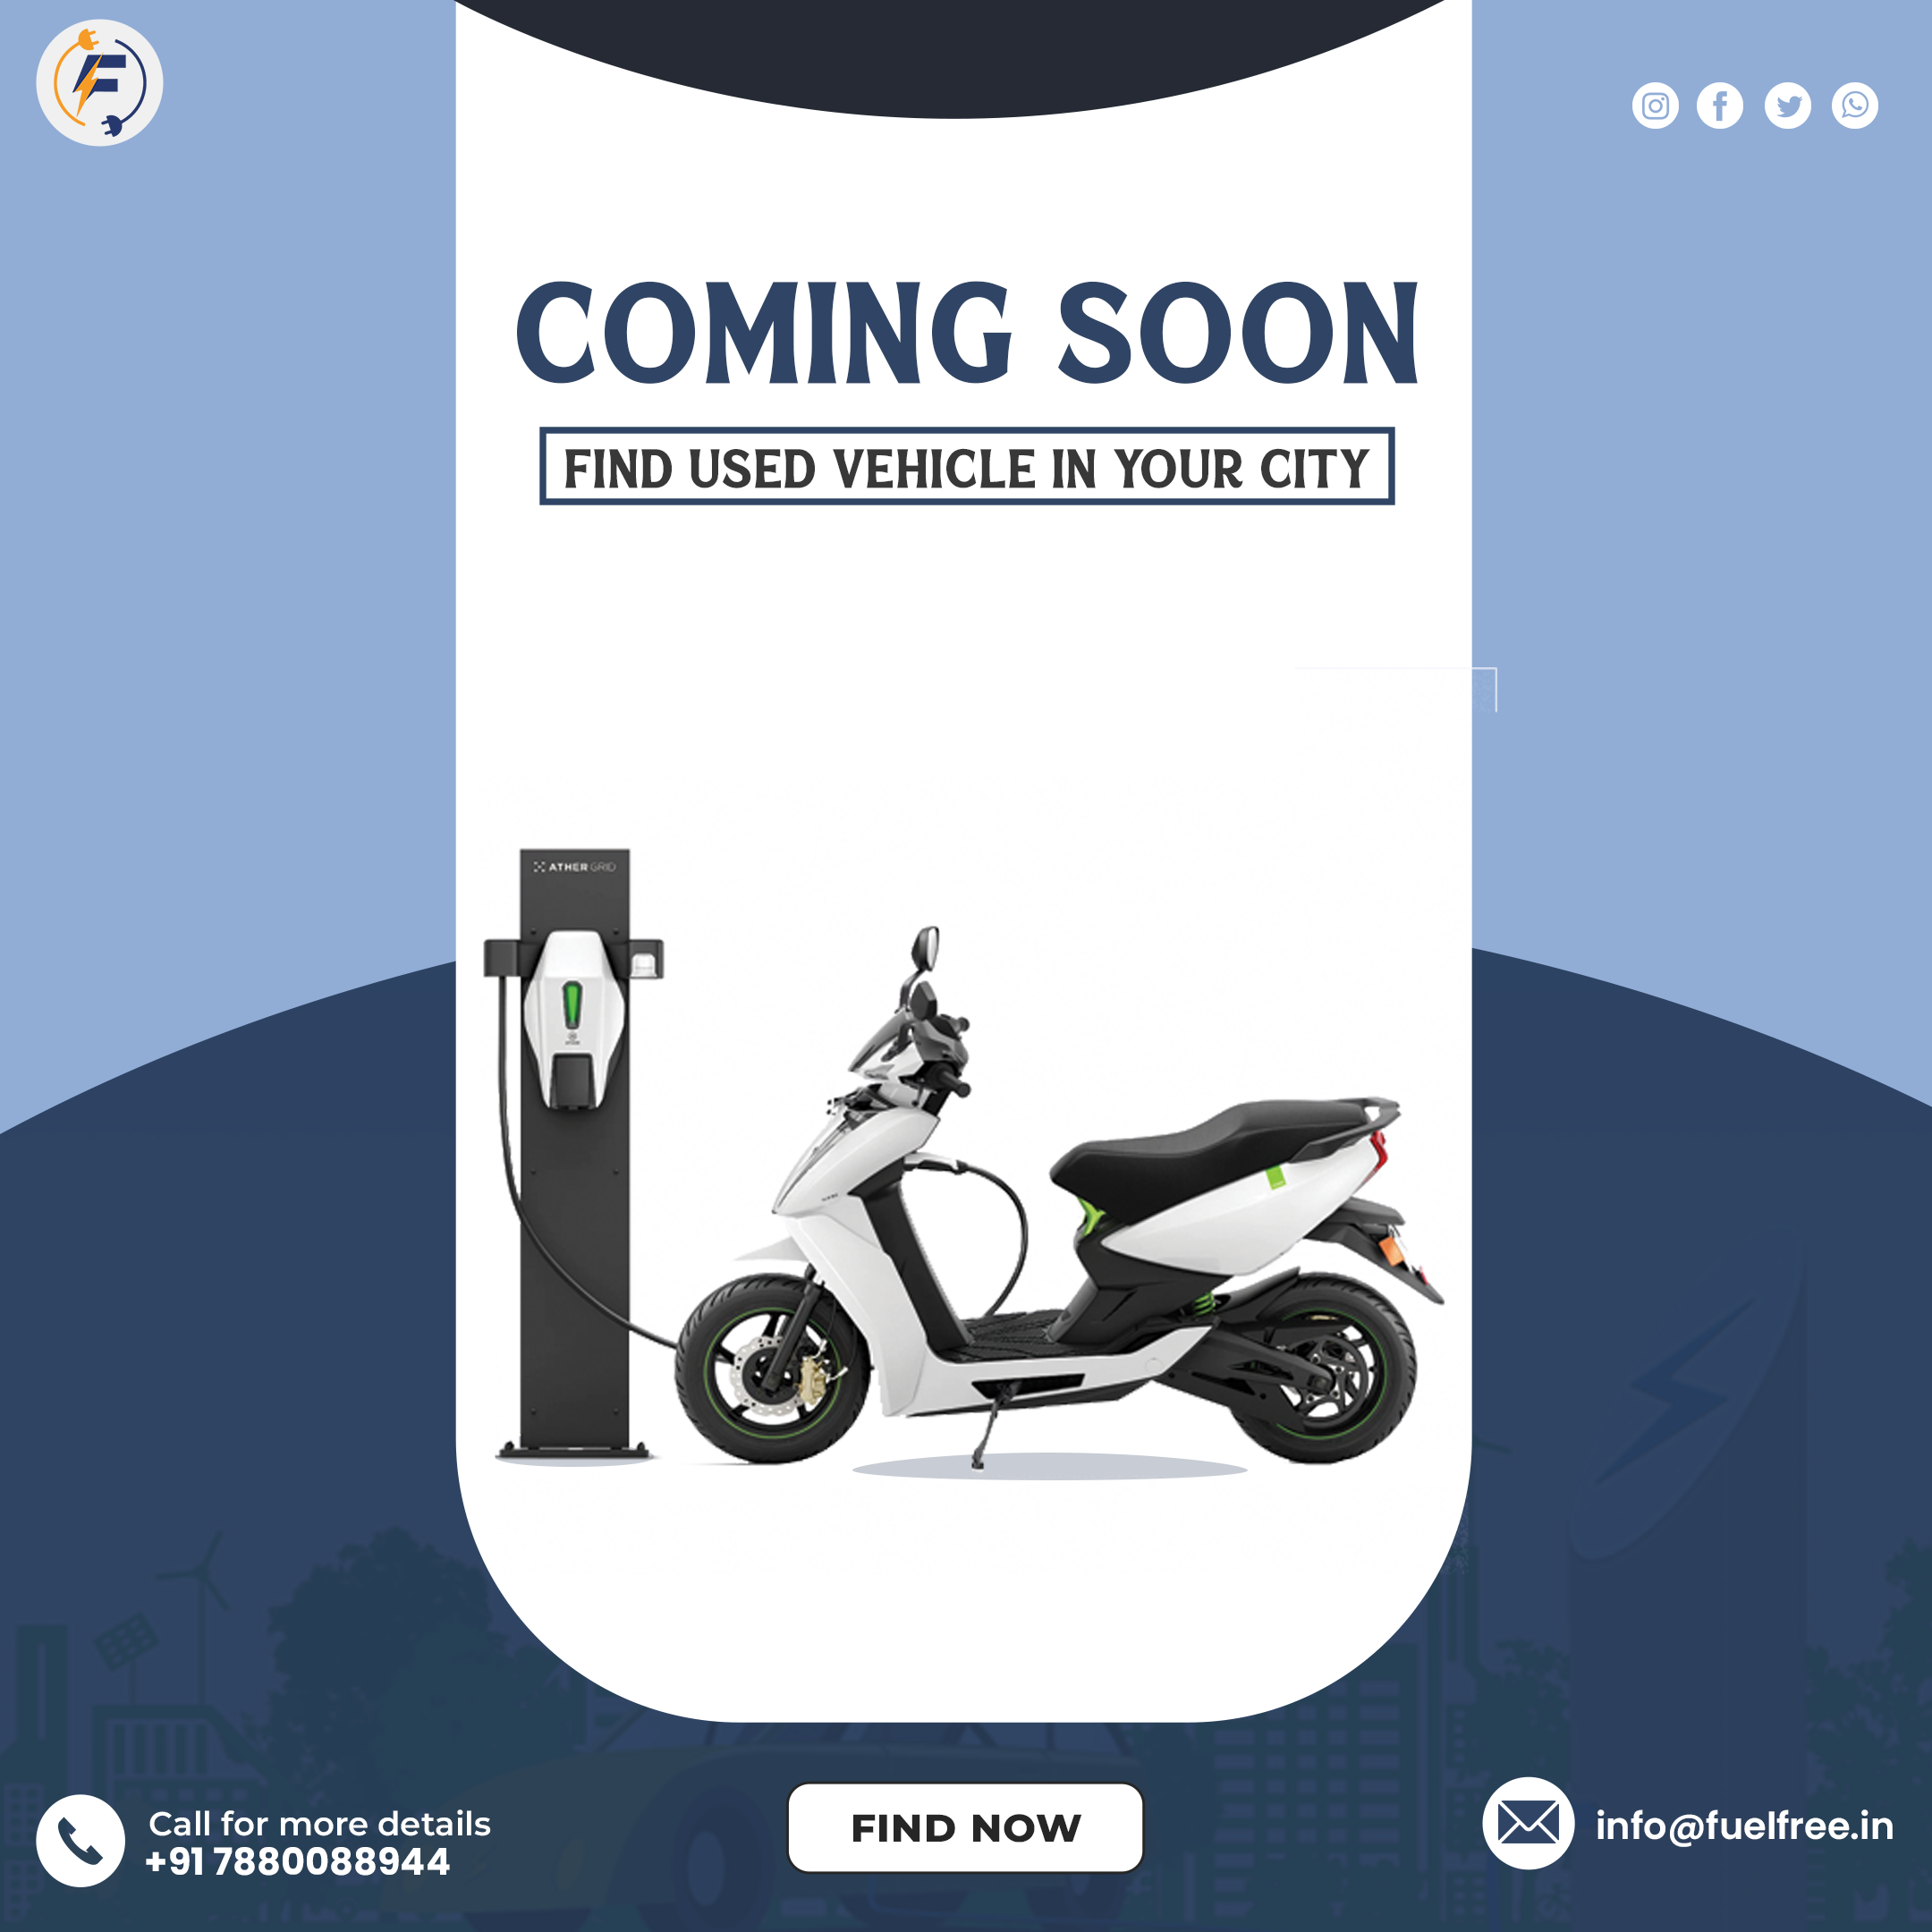 COMING SOON
FIND USED VEHICLE IN YOUR CITY
ATHER GRID
Call for more details
+91 7880088944
FIND NOW
info@fuelfree.in